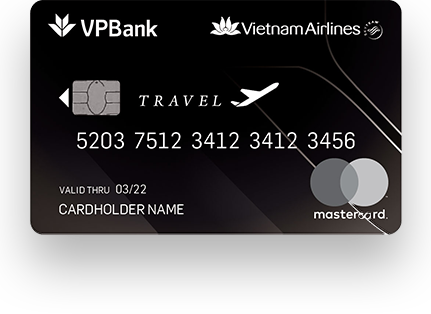 VPBank
Vietnam Airlines
TRAVEL
5203 7512 3412 3412 3456
VALID THRU 03/22
CARDHOLDER NAME
mastercard.